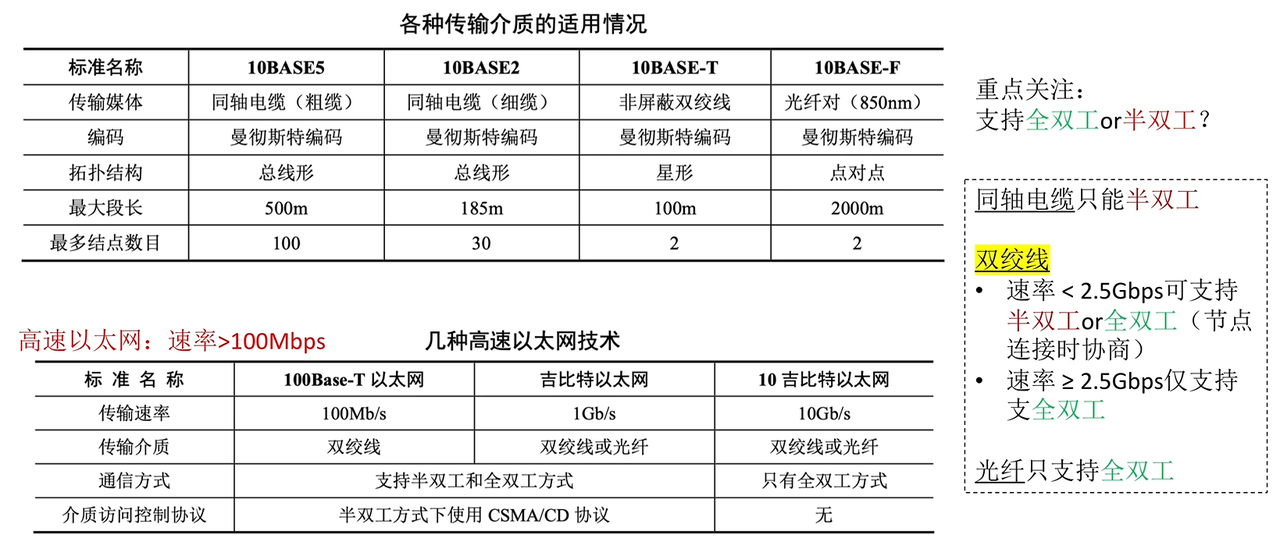 各种传输介质的适用情况
标准名称 10BASE5 10BASE2 10BASE-T 10BASE-F
传输媒体 同轴电缆（粗缆） 同轴电缆（细缆） 非屏蔽双绞线 光纤对（850nm）
编码 曼彻斯特编码 曼彻斯特编码 曼彻斯特编码 曼彻斯特编码
拓扑结构 总线形 总线形 星形 点对点
最大段长 500m 185m 100m 2000m
最多结点数目 100 30 2 2
高速以太网：速率>100Mbps
几种高速以太网技术
标 准 名 称 100Base-T 以太网 吉比特以太网 10 吉比特以太网
传输速率 100Mb/s 1Gb/s 10Gb/s
传输介质 双绞线 双绞线或光纤 双绞线或光纤
通信方式 支持半双工和全双工方式 只有全双工方式
介质访问控制协议 半双工方式下使用 CSMA/CD 协议 无
重点关注：
支持全双工or半双工？
同轴电缆只能半双工
双绞线
• 速率 < 2.5Gbps可支持
半双工or全双工（节点
连接时协商）
• 速率 ≥ 2.5Gbps仅支持
支全双工
光纤只支持全双工